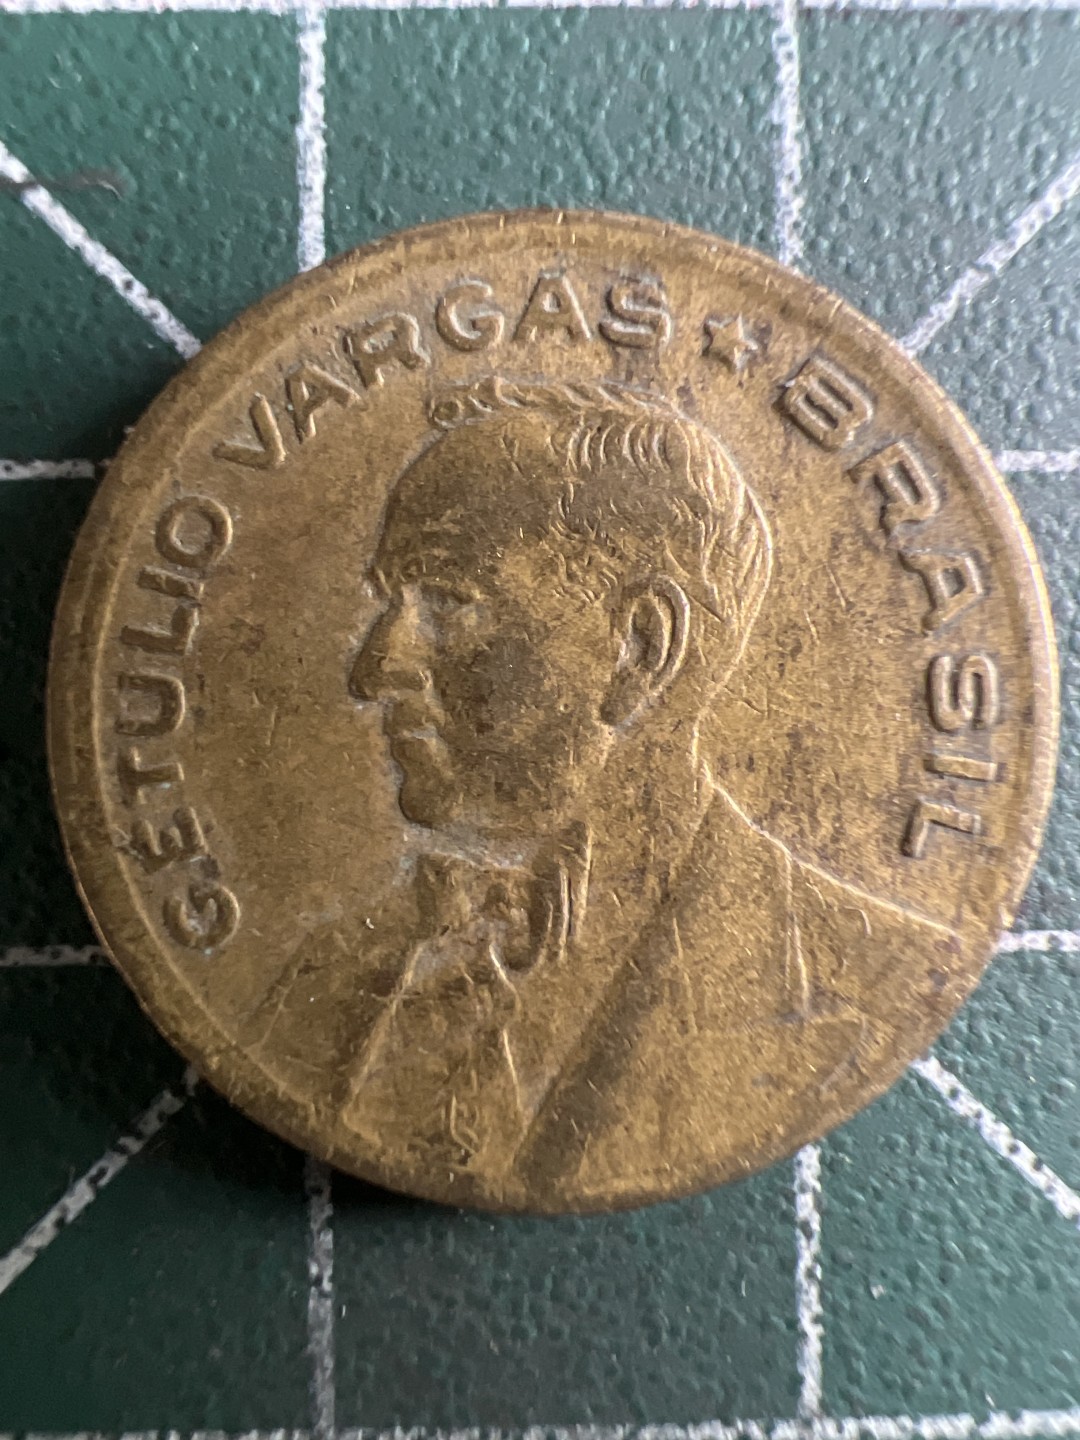 GETULIO VARGAS ★ BRASIL